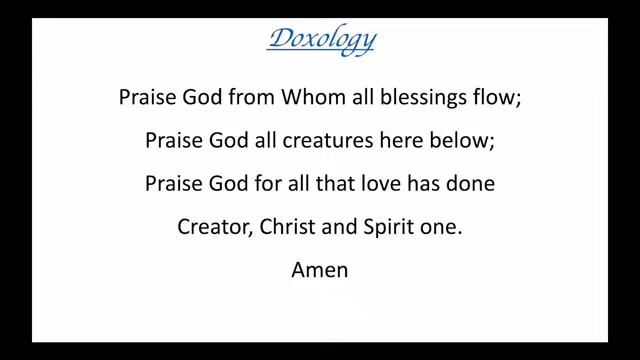 Doxology
Praise God from Whom all blessings flow;
Praise God all creatures here below;
Praise God for all that love has done
Creator, Christ and Spirit one.
Amen